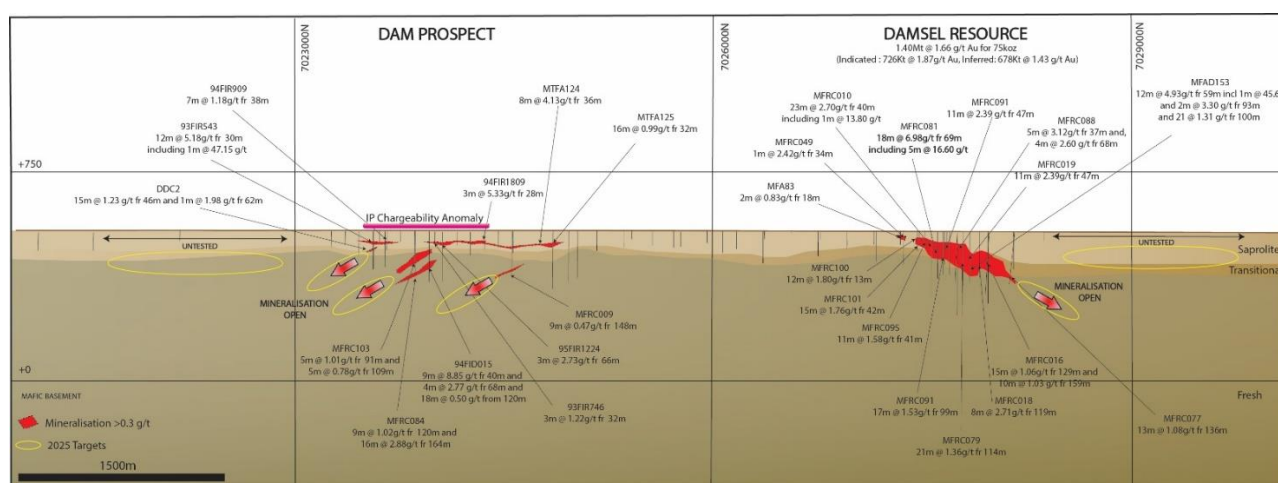 DAM PROSPECT
DAMSEL RESOURCE
1.40Mt @ 1.66 g/t Au for 75koz
(Indicated : 726Kt @ 1.87g/t Au, Inferred: 678Kt @ 1.43 g/t Au)
7023000N
7026000N
7029000N
94FIR909
7m @ 1.18g/t fr 38m
93FIR543
12m @ 5.18g/t fr 30m
including 1m @ 47.15 g/t
DDC2
15m @ 1.23 g/t fr 46m and 1m @ 1.98 g/t fr 62m
MTFA124
8m @ 4.13g/t fr 36m
MTFA125
16m @ 0.99g/t fr 32m
94FIR1809
3m @ 5.33g/t fr 28m
IP Chargeability Anomaly
MFRC010
23m @ 2.70g/t fr 40m
including 1m @ 13.80 g/t
MFRC081
18m @ 6.98g/t fr 69m
including 5m @ 16.60 g/t
MFRC049
1m @ 2.42g/t fr 34m
MFA83
2m @ 0.83g/t fr 18m
MFRC091
11m @ 2.39 g/t fr 47m
MFRC088
5m @ 3.12g/t fr 37m and,
4m @ 2.60 g/t fr 68m
MFRC019
11m @ 2.39g/t fr 47m
MFAD153
12m @ 4.93g/t fr 59m incl 1m @ 45.6
and 2m @ 3.30 g/t fr 93m
and 21 @ 1.31 g/t fr 100m
+750
UNTESTED
UNTESTED
Saprolite
Transitiona
MINERALISATION
OPEN
MINERALISATION
OPEN
MFRC100
12m @ 1.80g/t fr 13m
MFRC101
15m @ 1.76g/t fr 42m
MFRC095
11m @ 1.58g/t fr 41m
MFRC009
9m @ 0.47g/t fr 148m
95FIR1224
3m @ 2.73g/t fr 66m
MFRC103
5m @ 1.01g/t fr 91m and
5m @ 0.78g/t fr 109m
94FID015
9m @ 8.85 g/t fr 40m and
4m @ 2.77 g/t fr 68m and
18m @ 0.50 g/t from 120m
93FIR746
3m @ 1.22g/t fr 32m
MFRC084
9m @ 1.02g/t fr 120m and
16m @ 2.88g/t fr 164m
MFRC016
15m @ 1.06g/t fr 129m and
10m @ 1.03 g/t fr 159m
MFRC091
17m @ 1.53g/t fr 99m
MFRC018
8m @ 2.71g/t fr 119m
MFRC079
21m @ 1.36g/t fr 114m
MFRC077
13m @ 1.08g/t fr 136m
+0
Fresh
MAFIC BASEMENT
Mineralisation >0.3 g/t
2025 Targets
1500m